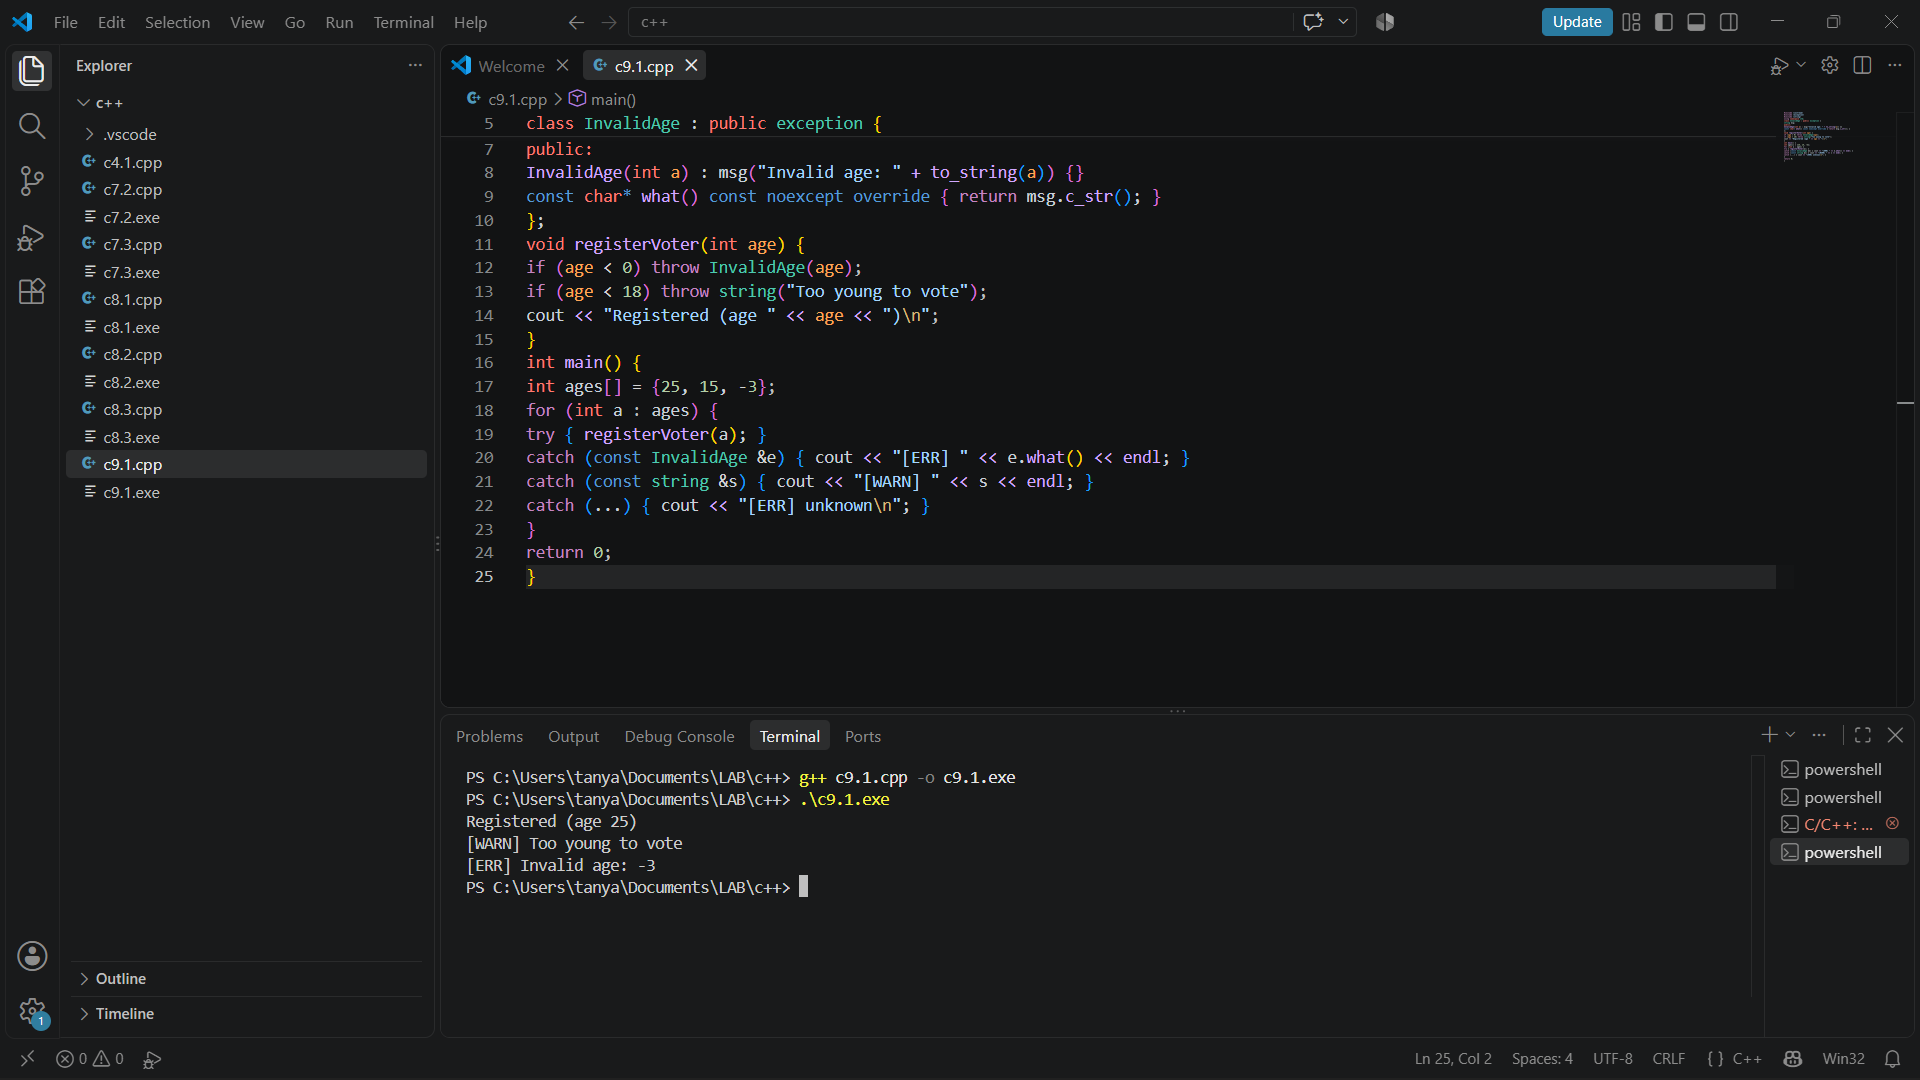 File Edit Selection View Go Run Terminal Help
c++
Update
Explorer
c++
.vscode
c4.1.cpp
c7.2.cpp
c7.2.exe
c7.3.cpp
c7.3.exe
c8.1.cpp
c8.1.exe
c8.2.cpp
c8.2.exe
c8.3.cpp
c8.3.exe
c9.1.cpp
c9.1.exe
Outline
Timeline
1
Welcome
c9.1.cpp
c9.1.cpp > main()
5 class InvalidAge : public exception {
7 public:
8 InvalidAge(int a) : msg("Invalid age: " + to_string(a)) {}
9 const char* what() const noexcept override { return msg.c_str(); }
10 };
11 void registerVoter(int age) {
12 if (age < 0) throw InvalidAge(age);
13 if (age < 18) throw string("Too young to vote");
14 cout << "Registered (age " << age << ")\n";
15 }
16 int main() {
17 int ages[] = {25, 15, -3};
18 for (int a : ages) {
19 try { registerVoter(a); }
20 catch (const InvalidAge &e) { cout << "[ERR] " << e.what() << endl; }
21 catch (const string &s) { cout << "[WARN] " << s << endl; }
22 catch (...) { cout << "[ERR] unknown\n"; }
23 }
24 return 0;
25 }
Problems Output Debug Console Terminal Ports
PS C:\Users\tanya\Documents\LAB\c++> g++ c9.1.cpp -o c9.1.exe
PS C:\Users\tanya\Documents\LAB\c++> .\c9.1.exe
Registered (age 25)
[WARN] Too young to vote
[ERR] Invalid age: -3
PS C:\Users\tanya\Documents\LAB\c++>
powershell
powershell
C/C++: ...
powershell
0 0
Ln 25, Col 2 Spaces: 4 UTF-8 CRLF {} C++ Win32